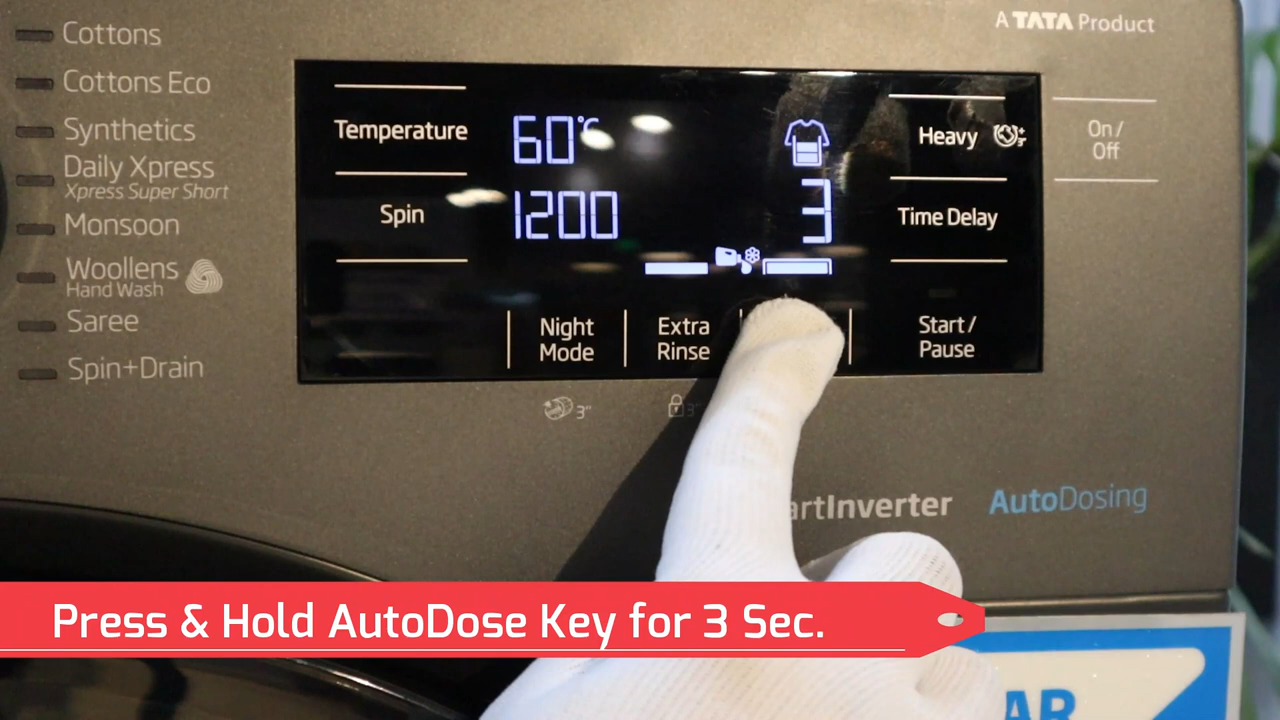 A TATA Product
Cottons
Cottons Eco
Synthetics
Daily Xpress
Xpress Super Short
Monsoon
Woollens
Hand Wash
Saree
Spin+Drain
Temperature
60°C
Heavy
3"
On/
Off
Spin
1200
3
Time Delay
Night
Mode
Extra
Rinse
Start/
Pause
3"
3"
artInverter
AutoDosing
Press & Hold AutoDose Key for 3 Sec.
AR